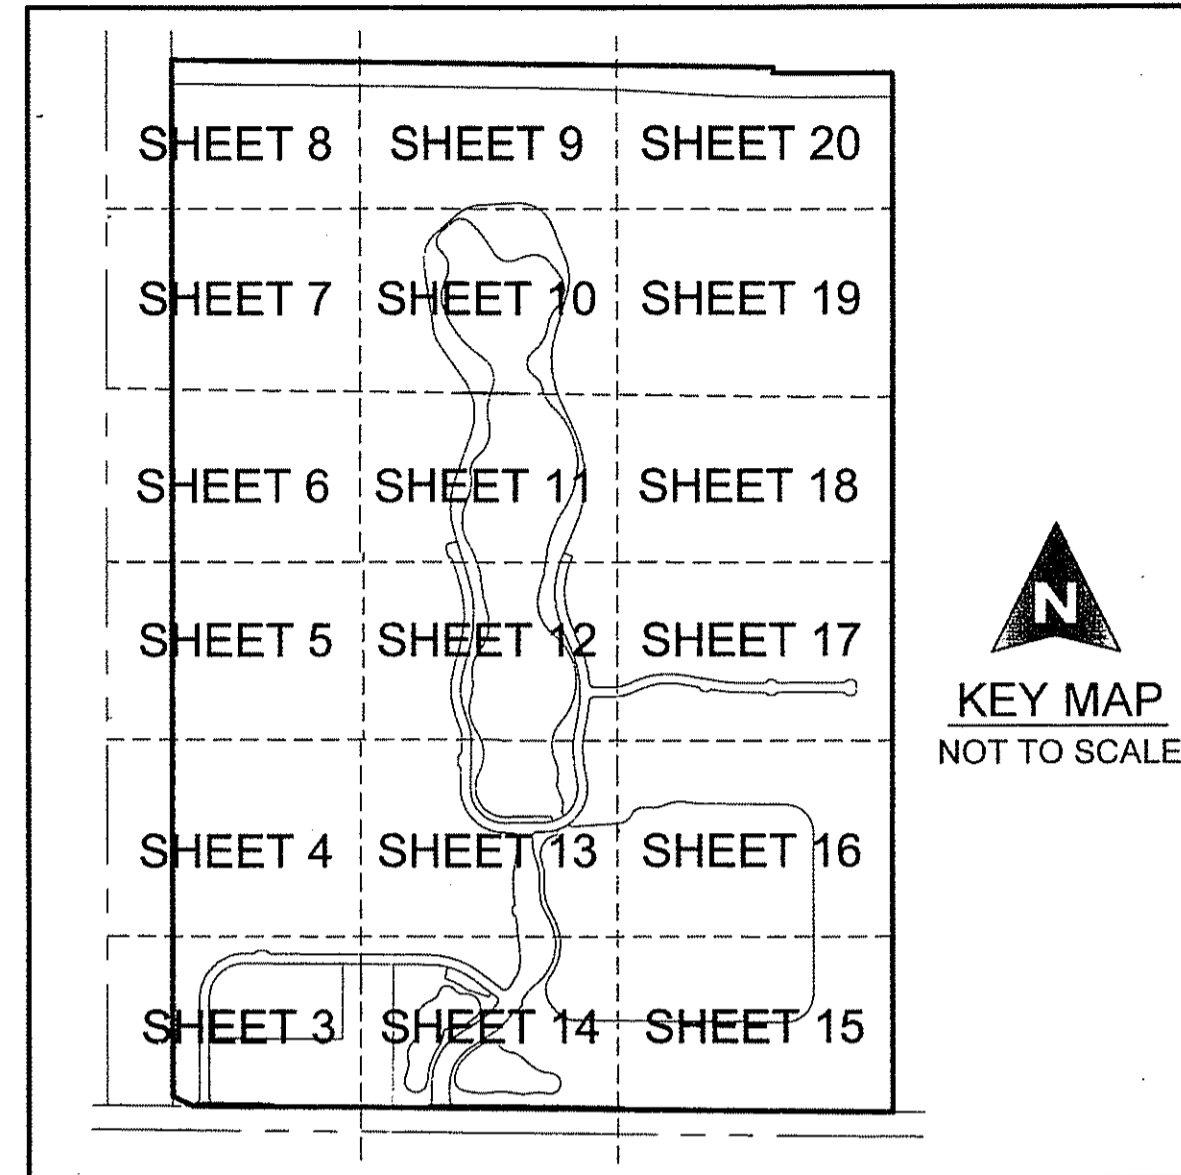 SHEET 8 SHEET 9 SHEET 20
SHEET 7 SHEET 10 SHEET 19
SHEET 6 SHEET 11 SHEET 18
SHEET 5 SHEET 12 SHEET 17
SHEET 4 SHEET 13 SHEET 16
SHEET 3 SHEET 14 SHEET 15
N
KEY MAP
NOT TO SCALE